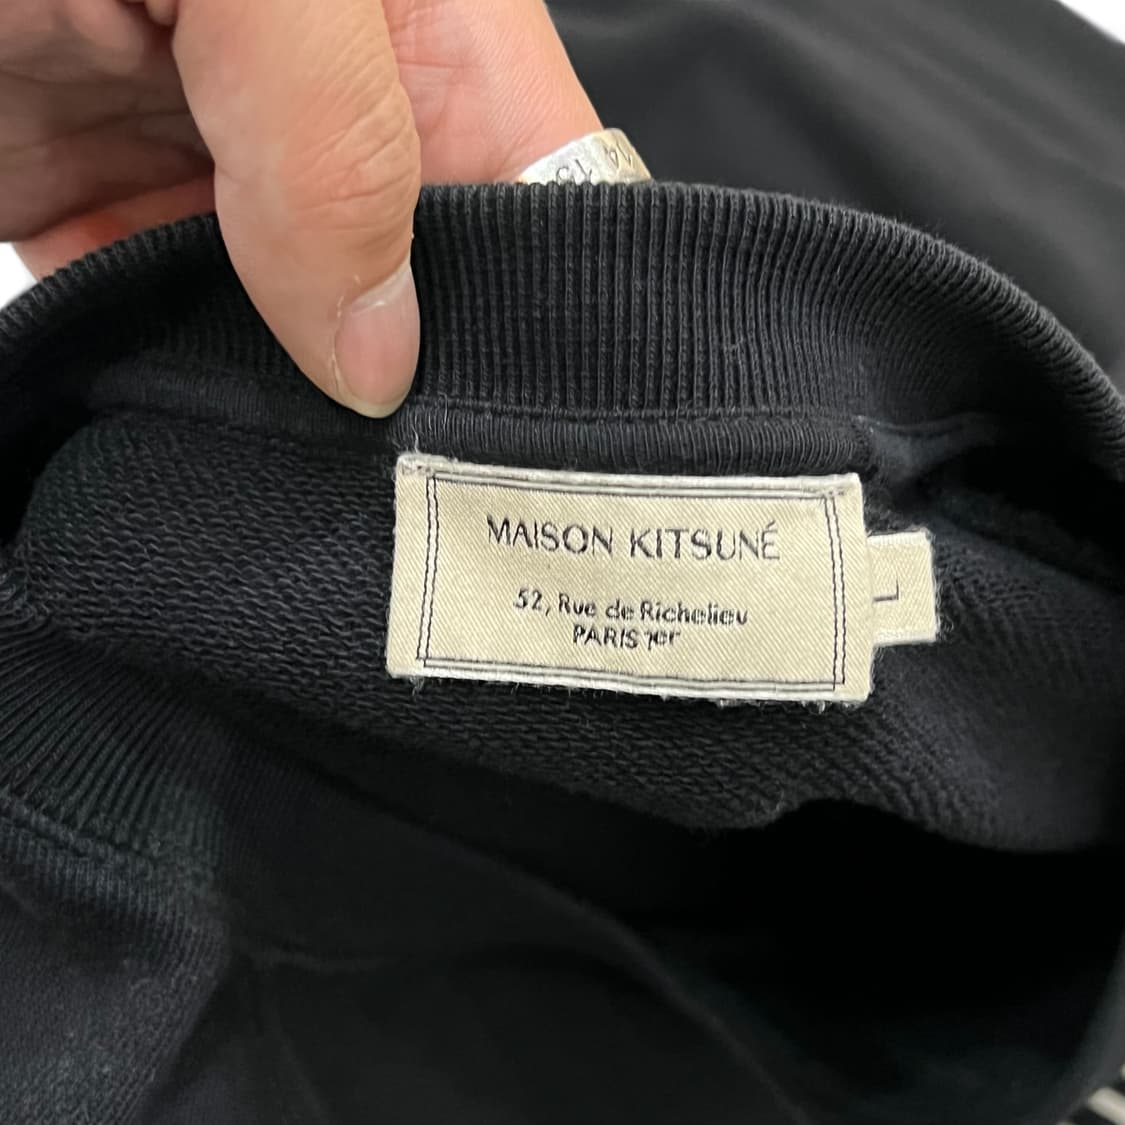 MAISON KITSUNÉ
52, Rue de Richelieu
PARIS 1er
L